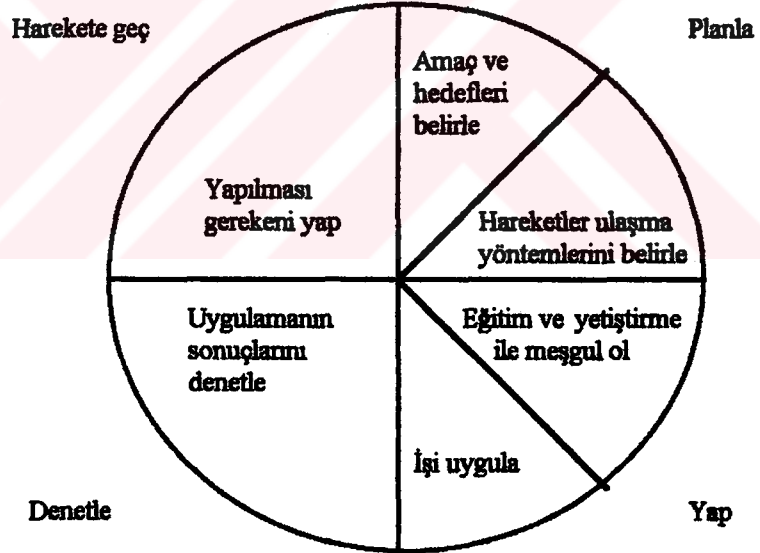 Harekete geç
Planla
Amaç ve
hedefleri
belirle
Yapılması
gerekeni yap
Hareketler ulaşma
yöntemlerini belirle
Uygulamanın
sonuçlarını
denetle
Eğitim ve yetiştirme
ile meşgul ol
İşi uygula
Denetle
Yap